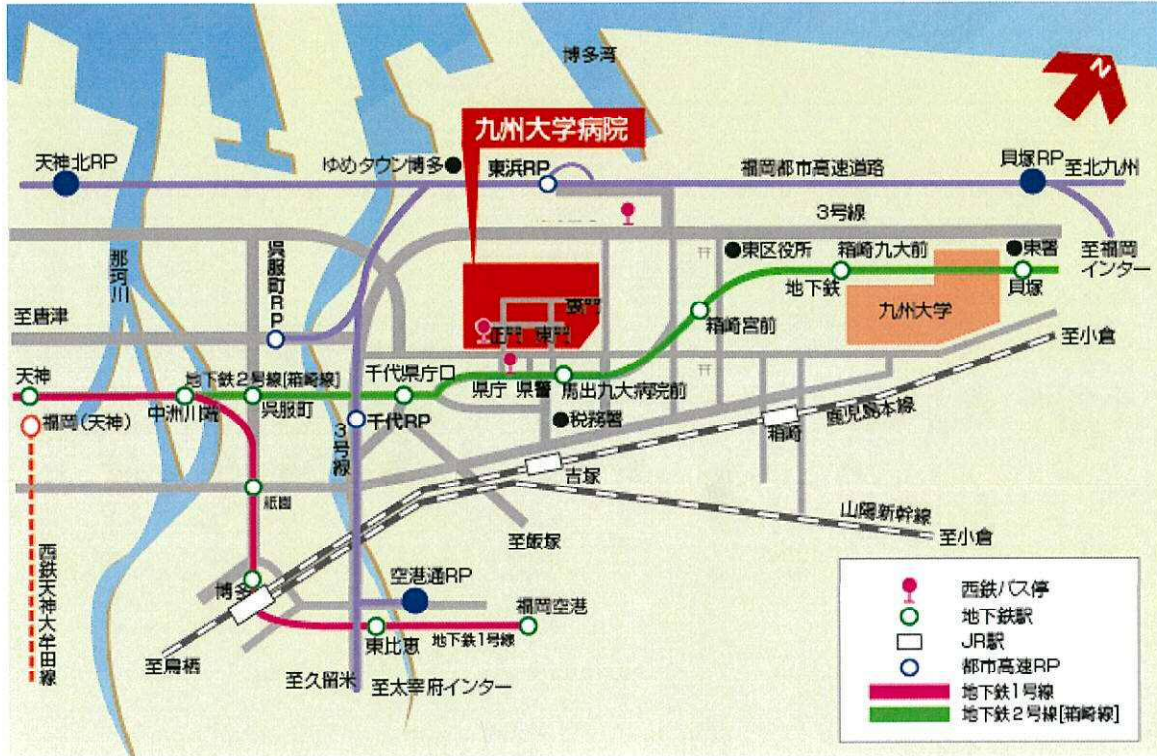 博多湾
N
九州大学病院
天神北RP
ゆめタウン博多
東浜RP
福岡都市高速道路
貝塚RP
至北九州
3号線
那珂川
呉服町RP
東区役所
箱崎九大前
東署
至福岡
インター
地下鉄
貝塚
九州大学
裏門
正門
東門
箱崎宮前
至唐津
至小倉
天神
地下鉄2号線[箱崎線]
千代県庁口
県庁
県警
馬出九大病院前
中洲川端
呉服町
福岡(天神)
千代RP
税務署
3号線
箱崎
鹿児島本線
吉塚
祇園
山陽新幹線
至飯塚
至小倉
西鉄天神大牟田線
博多
空港通RP
福岡空港
東比恵
地下鉄1号線
至鳥栖
至久留米
至太宰府インター
西鉄バス停
地下鉄駅
JR駅
都市高速RP
地下鉄1号線
地下鉄2号線[箱崎線]